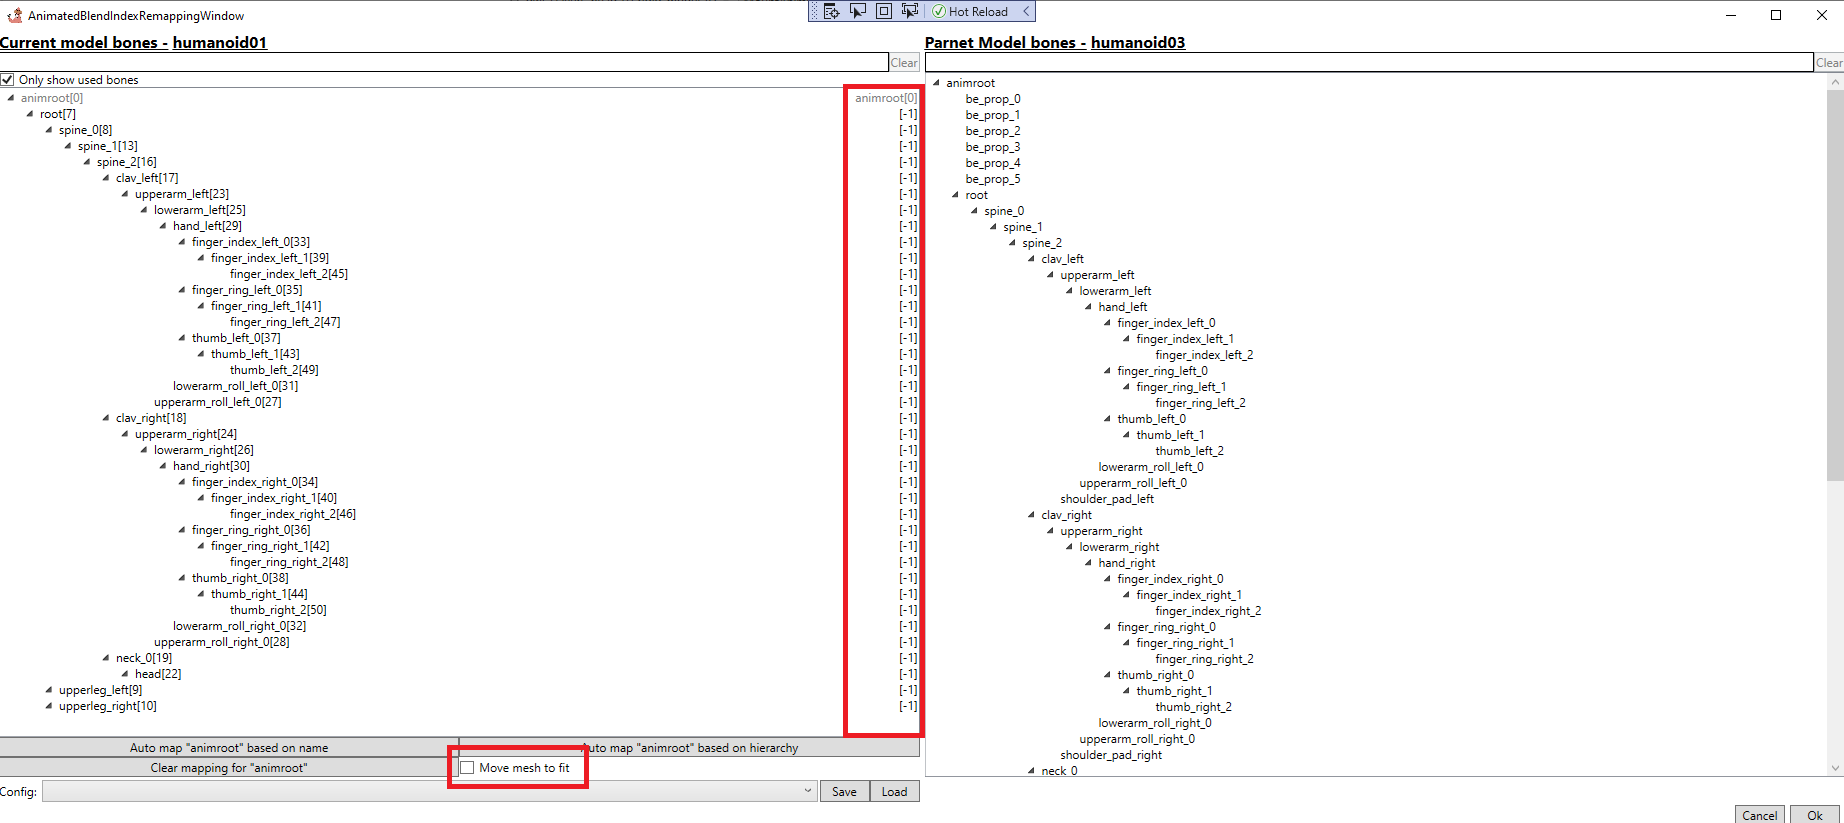 AnimatedBlendIndexRemappingWindow
Hot Reload
Current model bones - humanoid01
Clear
Only show used bones
animroot[0] animroot[0]
root[7] [-1]
spine_0[8] [-1]
spine_1[13] [-1]
spine_2[16] [-1]
clav_left[17] [-1]
upperarm_left[23] [-1]
lowerarm_left[25] [-1]
hand_left[29] [-1]
finger_index_left_0[33] [-1]
finger_index_left_1[39] [-1]
finger_index_left_2[45] [-1]
finger_ring_left_0[35] [-1]
finger_ring_left_1[41] [-1]
finger_ring_left_2[47] [-1]
thumb_left_0[37] [-1]
thumb_left_1[43] [-1]
thumb_left_2[49] [-1]
lowerarm_roll_left_0[31] [-1]
upperarm_roll_left_0[27] [-1]
clav_right[18] [-1]
upperarm_right[24] [-1]
lowerarm_right[26] [-1]
hand_right[30] [-1]
finger_index_right_0[34] [-1]
finger_index_right_1[40] [-1]
finger_index_right_2[46] [-1]
finger_ring_right_0[36] [-1]
finger_ring_right_1[42] [-1]
finger_ring_right_2[48] [-1]
thumb_right_0[38] [-1]
thumb_right_1[44] [-1]
thumb_right_2[50] [-1]
lowerarm_roll_right_0[32] [-1]
upperarm_roll_right_0[28] [-1]
neck_0[19] [-1]
head[22] [-1]
upperleg_left[9] [-1]
upperleg_right[10] [-1]
Auto map "animroot" based on name
Auto map "animroot" based on hierarchy
Clear mapping for "animroot"
Move mesh to fit
Config:
Save
Load
Parnet Model bones - humanoid03
Clear
animroot
be_prop_0
be_prop_1
be_prop_2
be_prop_3
be_prop_4
be_prop_5
root
spine_0
spine_1
spine_2
clav_left
upperarm_left
lowerarm_left
hand_left
finger_index_left_0
finger_index_left_1
finger_index_left_2
finger_ring_left_0
finger_ring_left_1
finger_ring_left_2
thumb_left_0
thumb_left_1
thumb_left_2
lowerarm_roll_left_0
upperarm_roll_left_0
shoulder_pad_left
clav_right
upperarm_right
lowerarm_right
hand_right
finger_index_right_0
finger_index_right_1
finger_index_right_2
finger_ring_right_0
finger_ring_right_1
finger_ring_right_2
thumb_right_0
thumb_right_1
thumb_right_2
lowerarm_roll_right_0
upperarm_roll_right_0
shoulder_pad_right
neck_0
Cancel
Ok